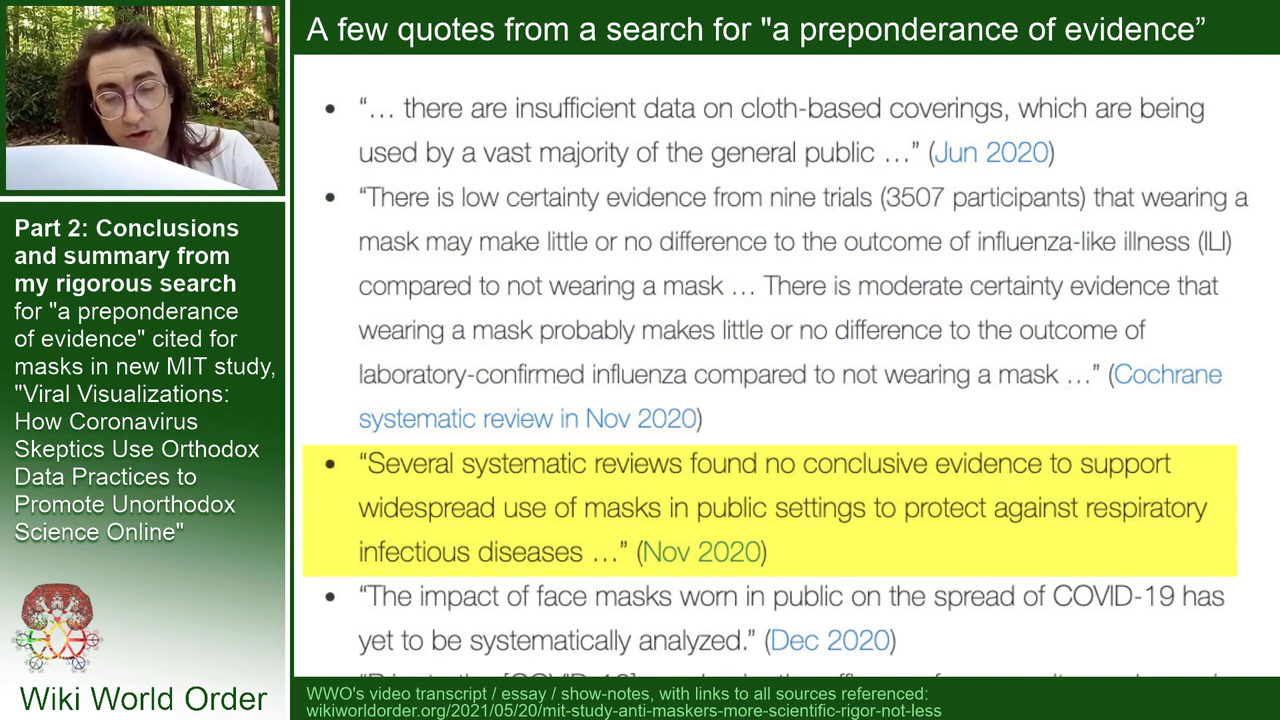 A few quotes from a search for "a preponderance of evidence”
Part 2: Conclusions
and summary from
my rigorous search
for "a preponderance
of evidence" cited for
masks in new MIT study,
"Viral Visualizations:
How Coronavirus
Skeptics Use Orthodox
Data Practices to
Promote Unorthodox
Science Online"
Wiki World Order
• “… there are insufficient data on cloth-based coverings, which are being
used by a vast majority of the general public …” (Jun 2020)
• “There is low certainty evidence from nine trials (3507 participants) that wearing a
mask may make little or no difference to the outcome of influenza-like illness (ILI)
compared to not wearing a mask … There is moderate certainty evidence that
wearing a mask probably makes little or no difference to the outcome of
laboratory-confirmed influenza compared to not wearing a mask …” (Cochrane
systematic review in Nov 2020)
• “Several systematic reviews found no conclusive evidence to support
widespread use of masks in public settings to protect against respiratory
infectious diseases …” (Nov 2020)
• “The impact of face masks worn in public on the spread of COVID-19 has
yet to be systematically analyzed.” (Dec 2020)
WWO's video transcript / essay / show-notes, with links to all sources referenced:
wikiworldorder.org/2021/05/20/mit-study-anti-maskers-more-scientific-rigor-not-less